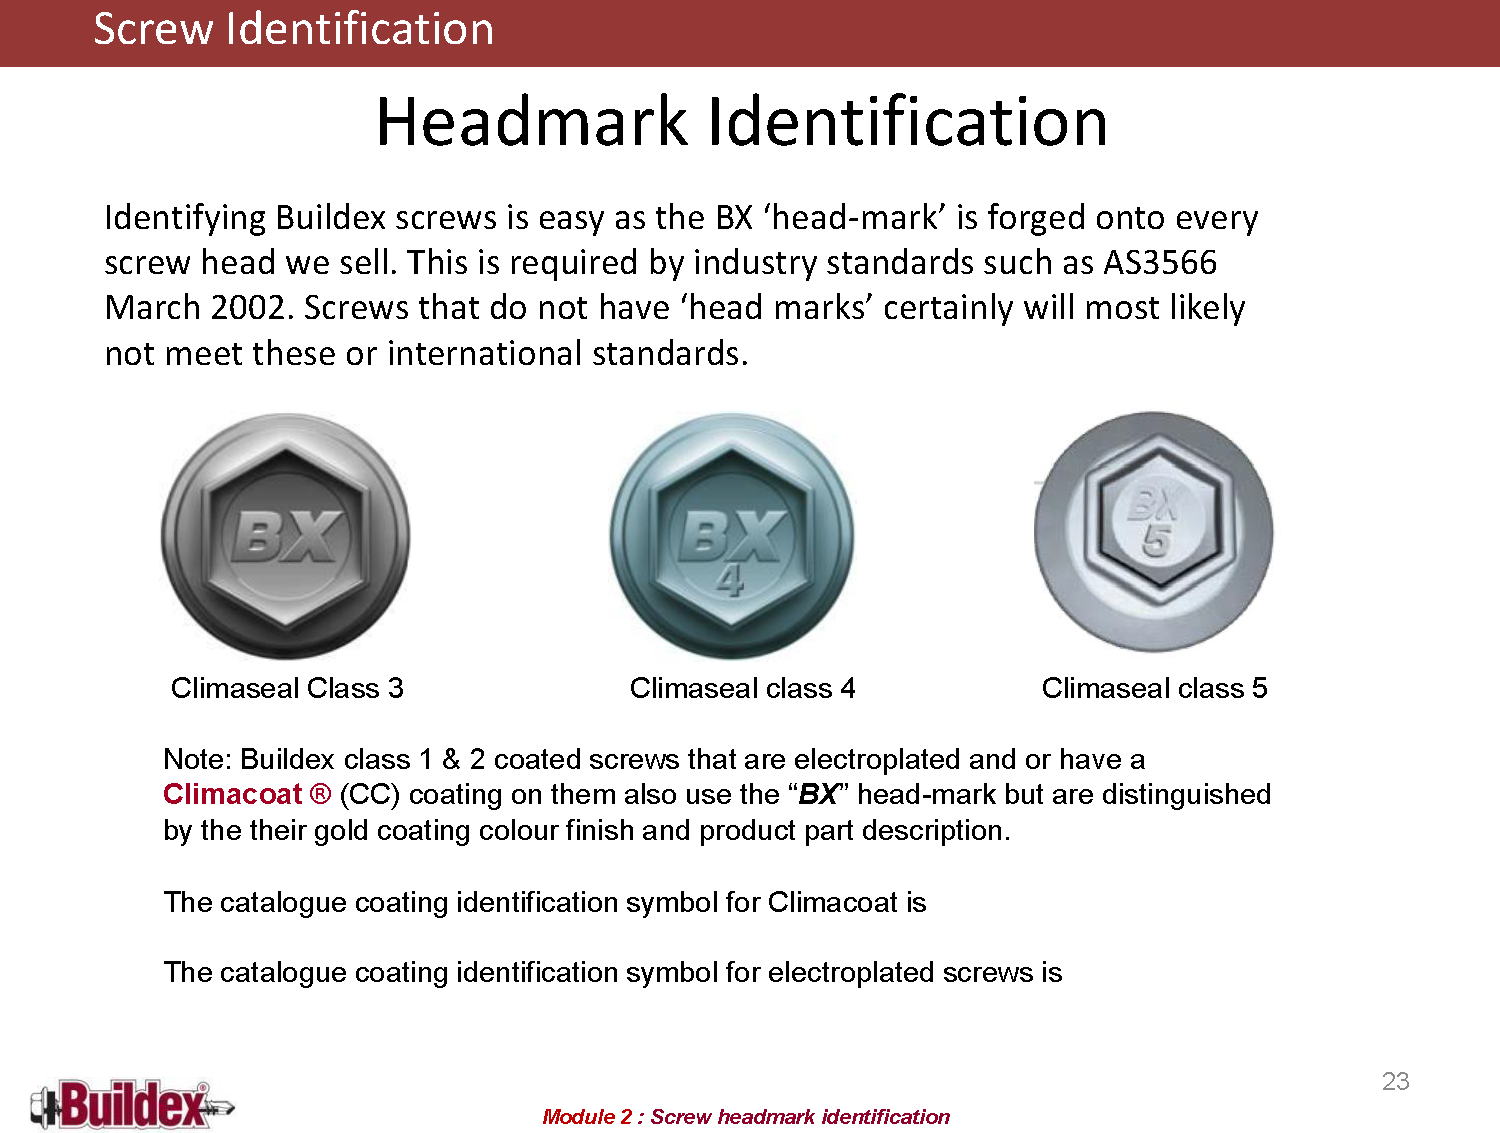 Screw Identification
Headmark Identification
Identifying Buildex screws is easy as the BX ‘head-mark’ is forged onto every
screw head we sell. This is required by industry standards such as AS3566
March 2002. Screws that do not have ‘head marks’ certainly will most likely
not meet these or international standards.
BX
BX
4
BX
5
Climaseal Class 3
Climaseal class 4
Climaseal class 5
Note: Buildex class 1 & 2 coated screws that are electroplated and or have a
Climacoat ® (CC) coating on them also use the “BX” head-mark but are distinguished
by the their gold coating colour finish and product part description.
The catalogue coating identification symbol for Climacoat is
The catalogue coating identification symbol for electroplated screws is
23
Buildex®
Module 2 : Screw headmark identification